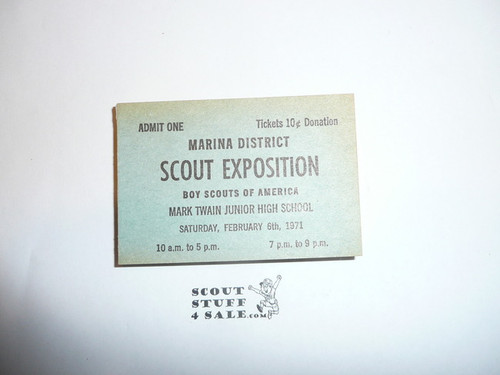 ADMIT ONE Tickets 10¢ Donation
MARINA DISTRICT
SCOUT EXPOSITION
BOY SCOUTS OF AMERICA
MARK TWAIN JUNIOR HIGH SCHOOL
SATURDAY, FEBRUARY 6th, 1971
10 a.m. to 5 p.m. 7 p.m. to 9 p.m.
SCOUT
STUFF
4 SALE.COM